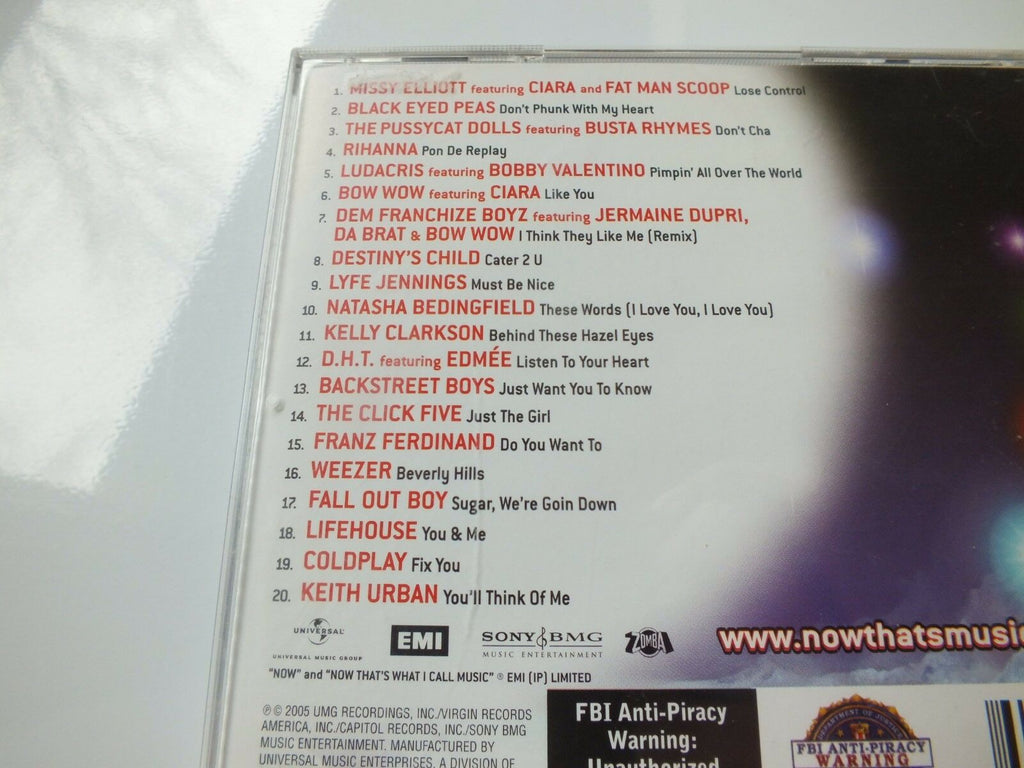 1. MISSY ELLIOTT featuring CIARA and FAT MAN SCOOP Lose Control
2. BLACK EYED PEAS Don't Phunk With My Heart
3. THE PUSSYCAT DOLLS featuring BUSTA RHYMES Don't Cha
4. RIHANNA Pon De Replay
5. LUDACRIS featuring BOBBY VALENTINO Pimpin' All Over The World
6. BOW WOW featuring CIARA Like You
7. DEM FRANCHIZE BOYZ featuring JERMAINE DUPRI,
DA BRAT & BOW WOW I Think They Like Me (Remix)
8. DESTINY'S CHILD Cater 2 U
9. LYFE JENNINGS Must Be Nice
10. NATASHA BEDINGFIELD These Words (I Love You, I Love You)
11. KELLY CLARKSON Behind These Hazel Eyes
12. D.H.T. featuring EDMÉE Listen To Your Heart
13. BACKSTREET BOYS Just Want You To Know
14. THE CLICK FIVE Just The Girl
15. FRANZ FERDINAND Do You Want To
16. WEEZER Beverly Hills
17. FALL OUT BOY Sugar, We're Goin Down
18. LIFEHOUSE You & Me
19. COLDPLAY Fix You
20. KEITH URBAN You'll Think Of Me
UNIVERSAL
UNIVERSAL MUSIC GROUP
EMI
SONY BMG
MUSIC ENTERTAINMENT
ZOMBA
www.nowthatsmusic
"NOW" and "NOW THAT'S WHAT I CALL MUSIC" ® EMI (IP) LIMITED
℗ © 2005 UMG RECORDINGS, INC./VIRGIN RECORDS
AMERICA, INC./CAPITOL RECORDS, INC./SONY BMG
MUSIC ENTERTAINMENT. MANUFACTURED BY
UNIVERSAL MUSIC ENTERPRISES, A DIVISION OF
FBI Anti-Piracy
Warning:
Unauthorized
DEPARTMENT OF JUSTICE
FBI ANTI-PIRACY
WARNING